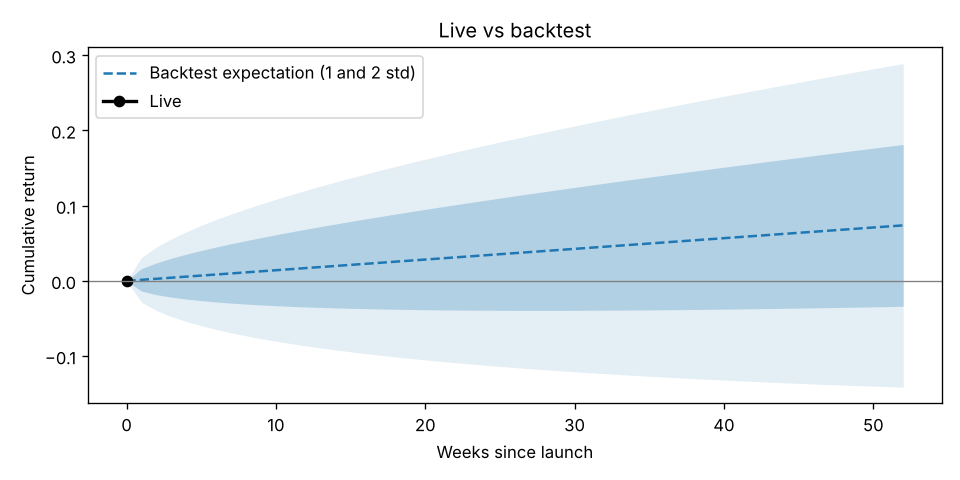 Live vs backtest
Backtest expectation (1 and 2 std)
Live
Cumulative return
0.3
0.2
0.1
0.0
−0.1
0 10 20 30 40 50
Weeks since launch